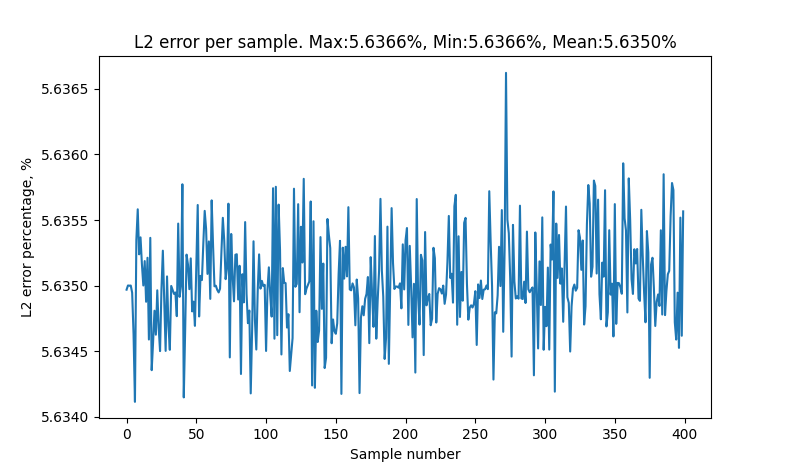 L2 error per sample. Max:5.6366%, Min:5.6366%, Mean:5.6350%
5.6365
5.6360
5.6355
5.6350
5.6345
5.6340
L2 error percentage, %
0 50 100 150 200 250 300 350 400
Sample number